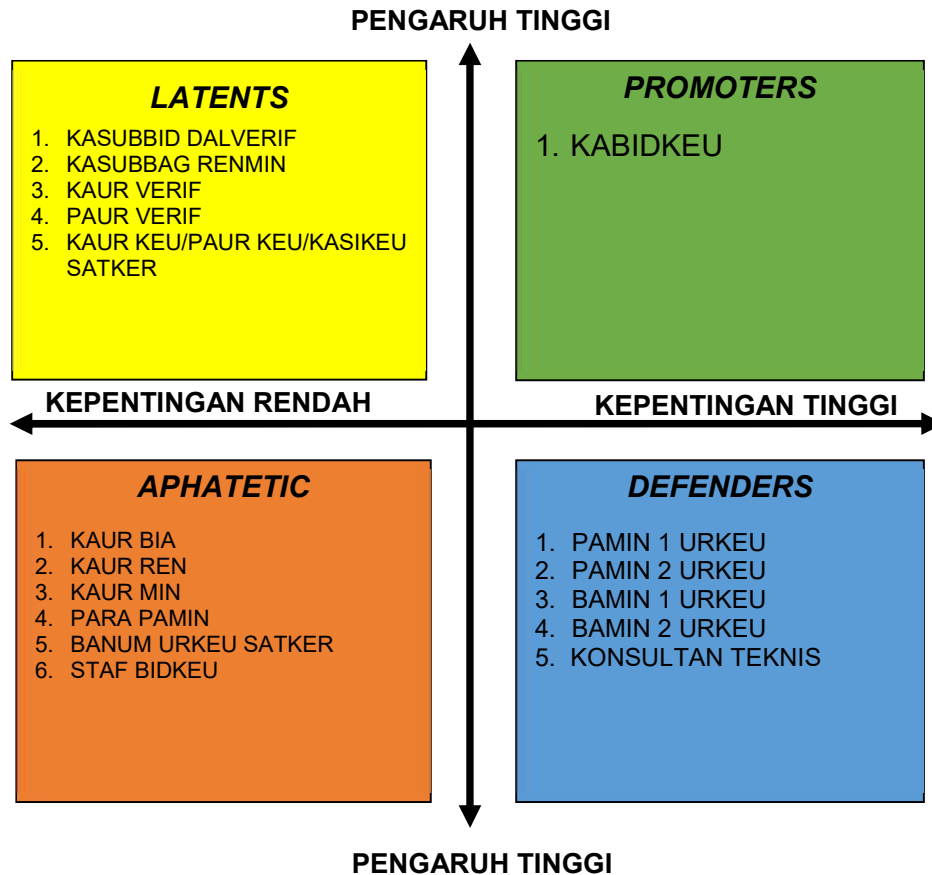 PENGARUH TINGGI
LATENTS
1. KASUBBID DALVERIF
2. KASUBBAG RENMIN
3. KAUR VERIF
4. PAUR VERIF
5. KAUR KEU/PAUR KEU/KASIKEU
SATKER
PROMOTERS
1. KABIDKEU
KEPENTINGAN RENDAH
KEPENTINGAN TINGGI
APHATETIC
1. KAUR BIA
2. KAUR REN
3. KAUR MIN
4. PARA PAMIN
5. BANUM URKEU SATKER
6. STAF BIDKEU
DEFENDERS
1. PAMIN 1 URKEU
2. PAMIN 2 URKEU
3. BAMIN 1 URKEU
4. BAMIN 2 URKEU
5. KONSULTAN TEKNIS
PENGARUH TINGGI